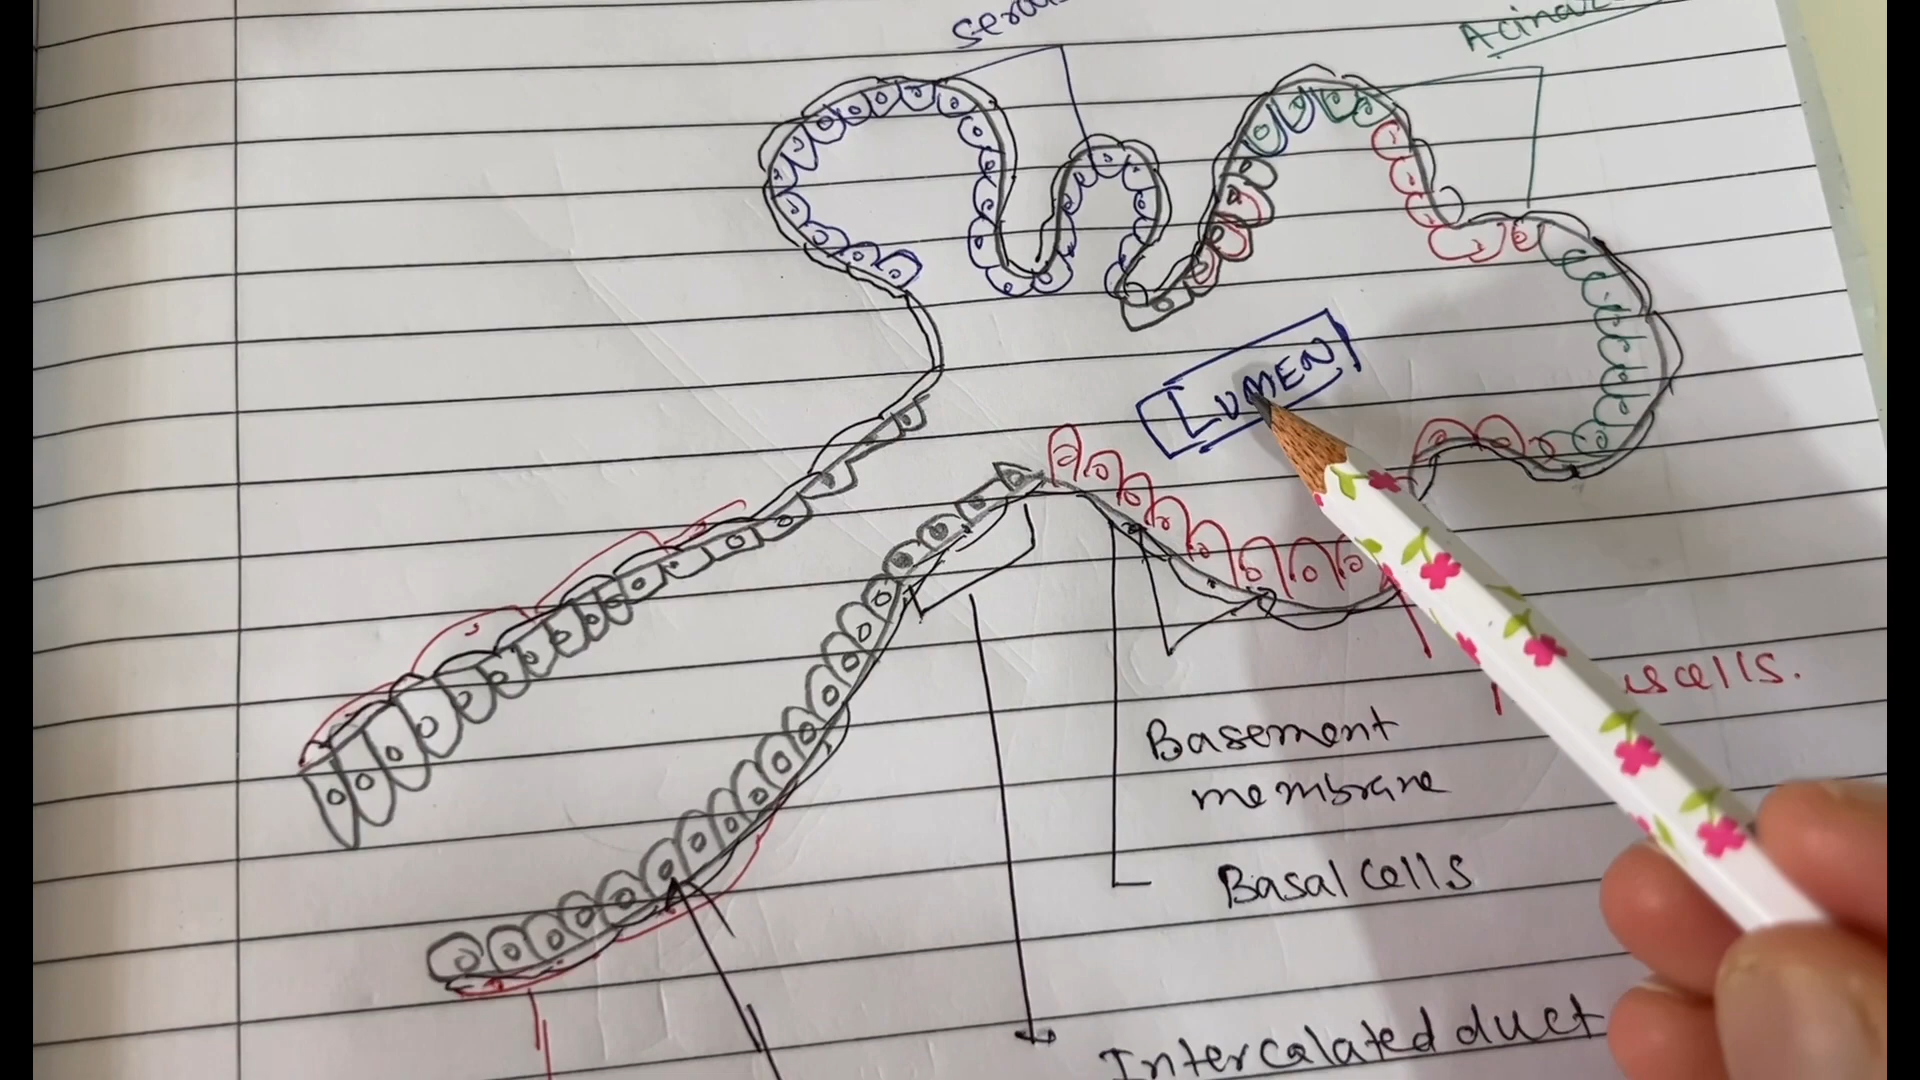 LUMEN
Basement
membrane
Basal cells
Intercalated duct